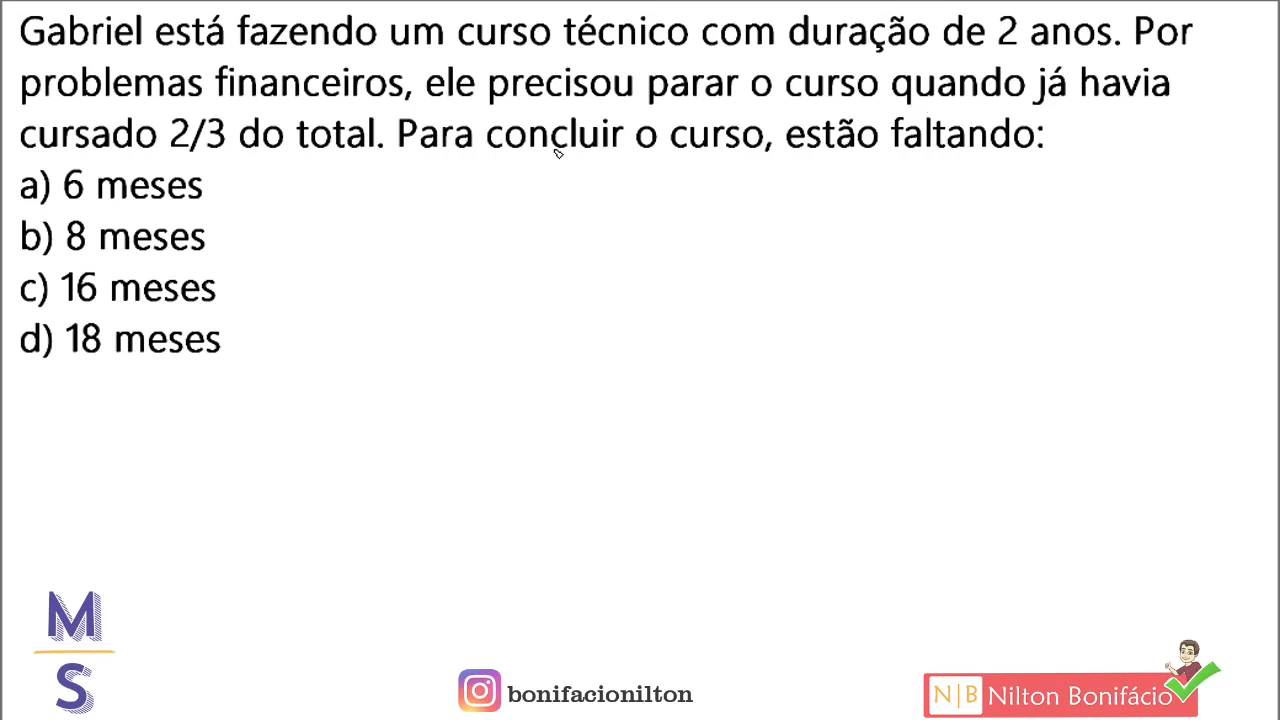 Gabriel está fazendo um curso técnico com duração de 2 anos. Por
problemas financeiros, ele precisou parar o curso quando já havia
cursado 2/3 do total. Para concluir o curso, estão faltando:
a) 6 meses
b) 8 meses
c) 16 meses
d) 18 meses
M
S
bonifacionilton
N|B Nilton Bonifácio